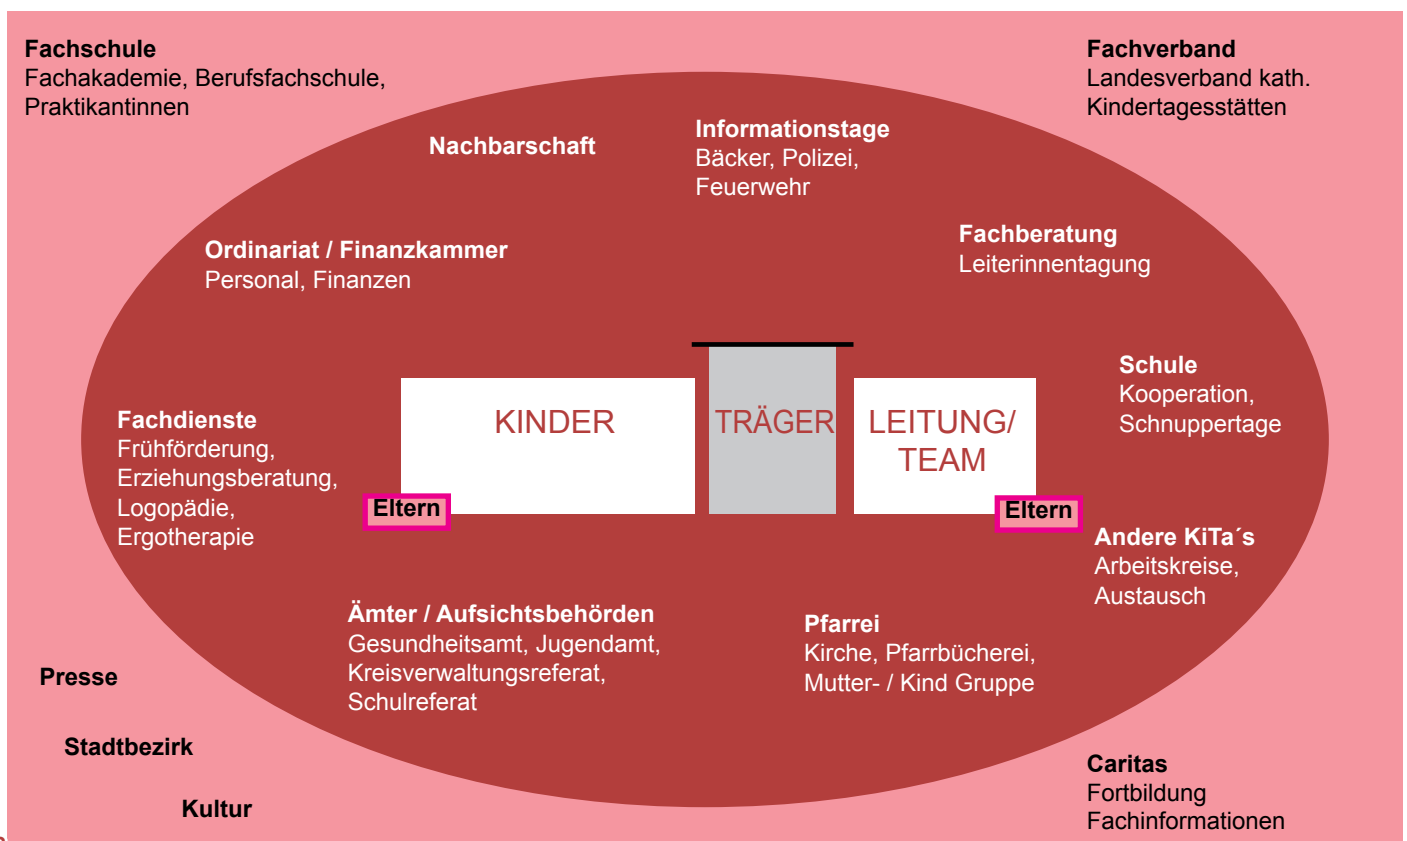 Fachschule
Fachakademie, Berufsfachschule,
Praktikantinnen
Fachverband
Landesverband kath.
Kindertagesstätten
Nachbarschaft
Informationstage
Bäcker, Polizei,
Feuerwehr
Ordinariat / Finanzkammer
Personal, Finanzen
Fachberatung
Leiterinnentagung
Schule
Kooperation,
Schnuppertage
Fachdienste
Frühförderung,
Erziehungsberatung,
Logopädie,
Ergotherapie
KINDER
TRÄGER
LEITUNG/
TEAM
Eltern
Eltern
Andere KiTa´s
Arbeitskreise,
Austausch
Ämter / Aufsichtsbehörden
Gesundheitsamt, Jugendamt,
Kreisverwaltungsreferat,
Schulreferat
Pfarrei
Kirche, Pfarrbücherei,
Mutter- / Kind Gruppe
Presse
Stadtbezirk
Kultur
Caritas
Fortbildung
Fachinformationen